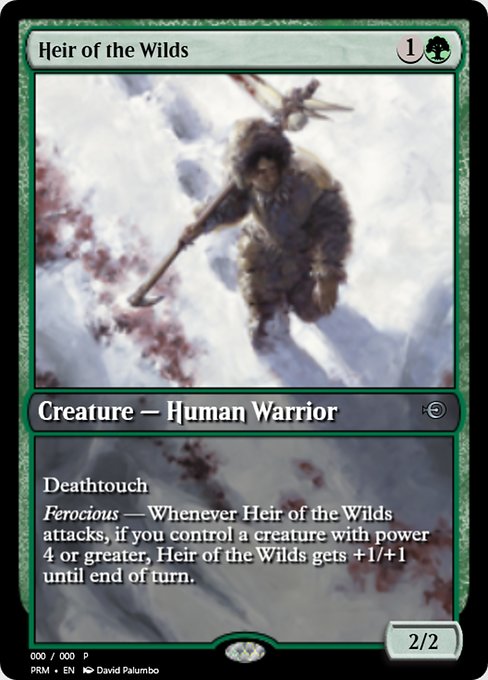 Heir of the Wilds 1
Creature — Human Warrior
Deathtouch
Ferocious — Whenever Heir of the Wilds
attacks, if you control a creature with power
4 or greater, Heir of the Wilds gets +1/+1
until end of turn.
2/2
000 / 000 P
PRM • EN David Palumbo